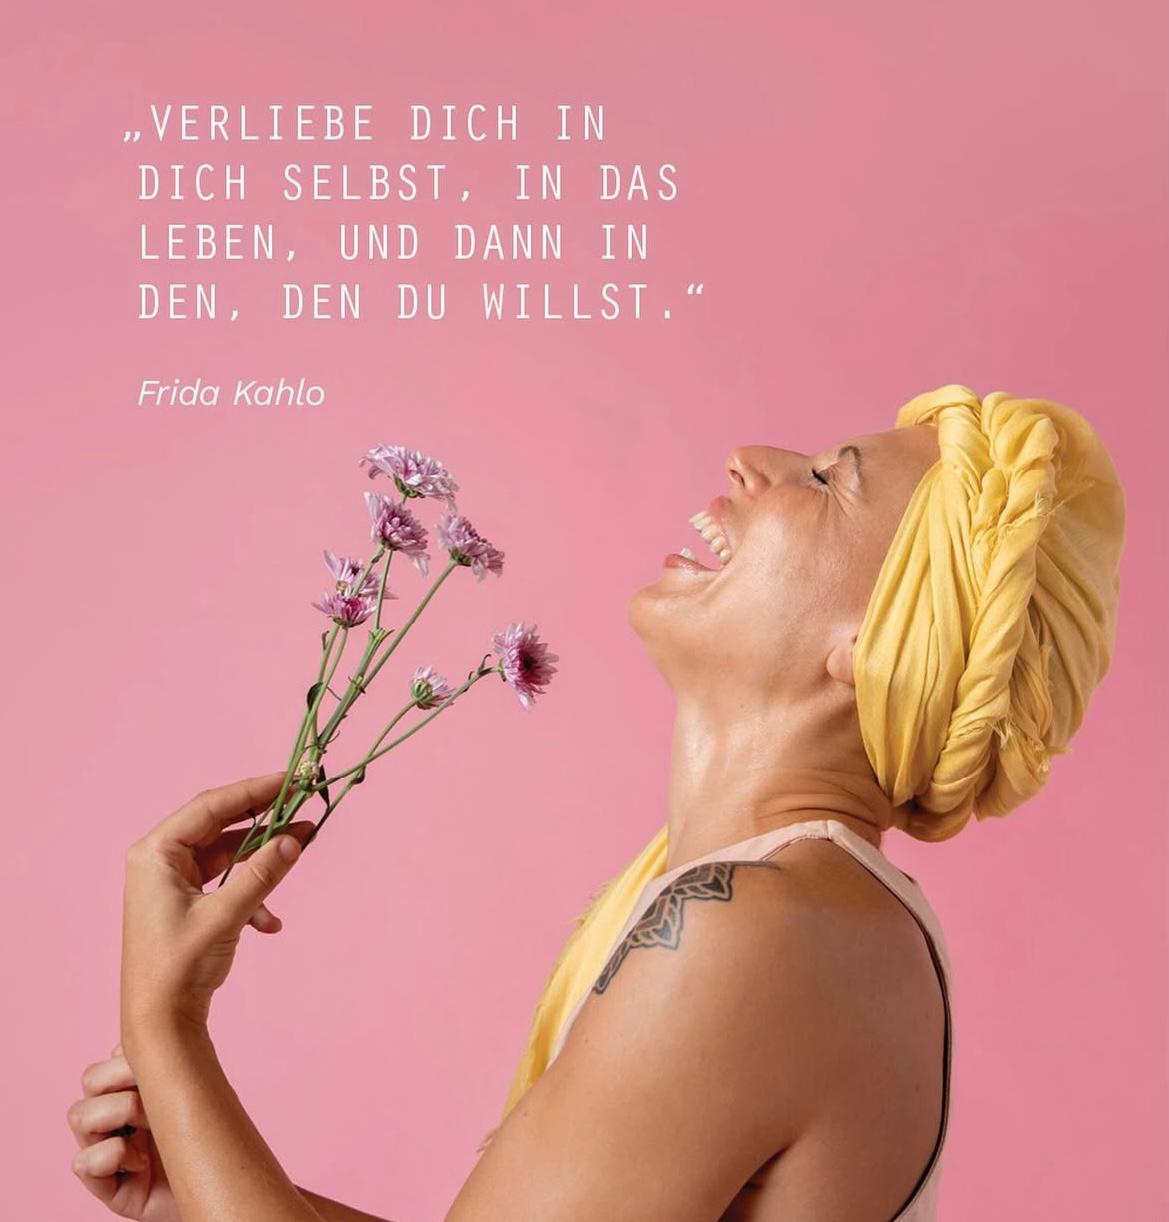 „VERLIEBE DICH IN
DICH SELBST, IN DAS
LEBEN, UND DANN IN
DEN, DEN DU WILLST.“
Frida Kahlo